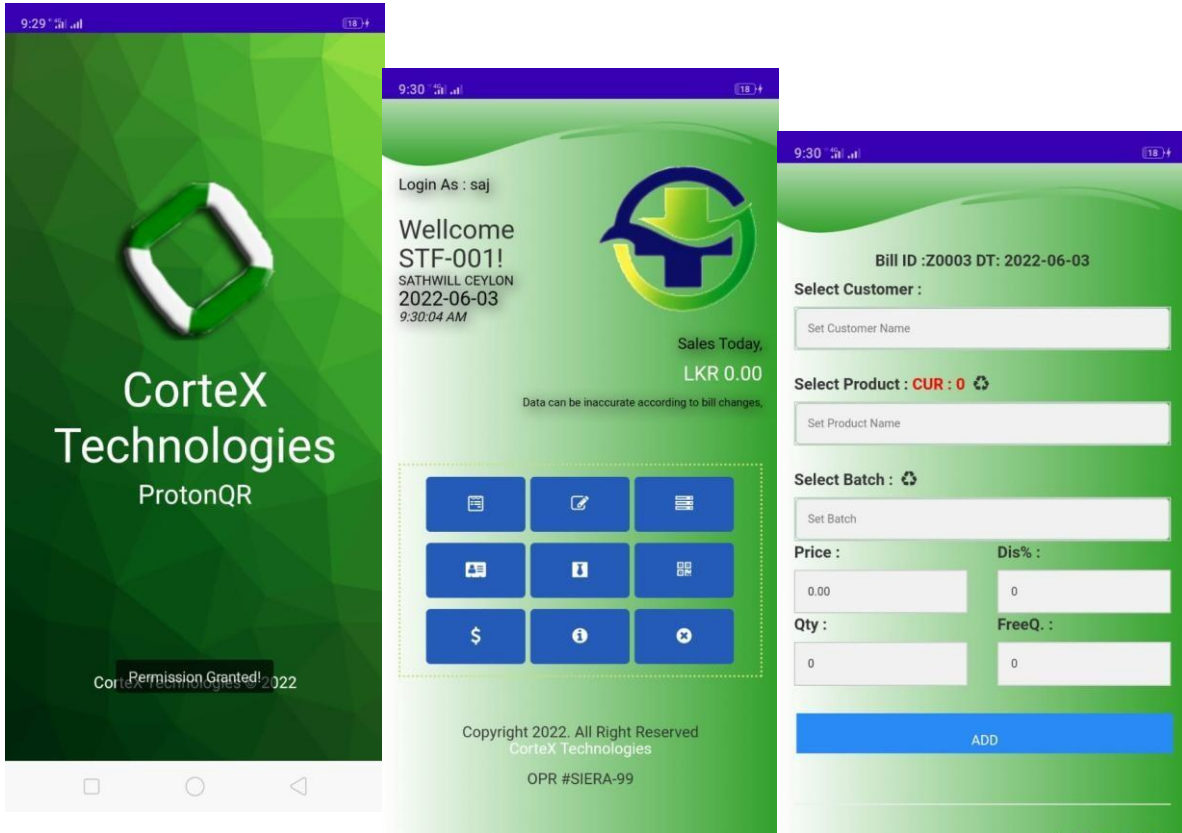 9:29
18
CorteX
Technologies
ProtonQR
Permission Granted!
CorteX Technologies © 2022
9:30
18
Login As : saj
Wellcome
STF-001!
SATHWILL CEYLON
2022-06-03
9:30:04 AM
Sales Today,
LKR 0.00
Data can be inaccurate according to bill changes,
Copyright 2022. All Right Reserved
CorteX Technologies
OPR #SIERA-99
9:30
18
Bill ID :Z0003 DT: 2022-06-03
Select Customer :
Set Customer Name
Select Product : CUR : 0
Set Product Name
Select Batch :
Set Batch
Price : Dis% :
0.00 0
Qty : FreeQ. :
0 0
ADD